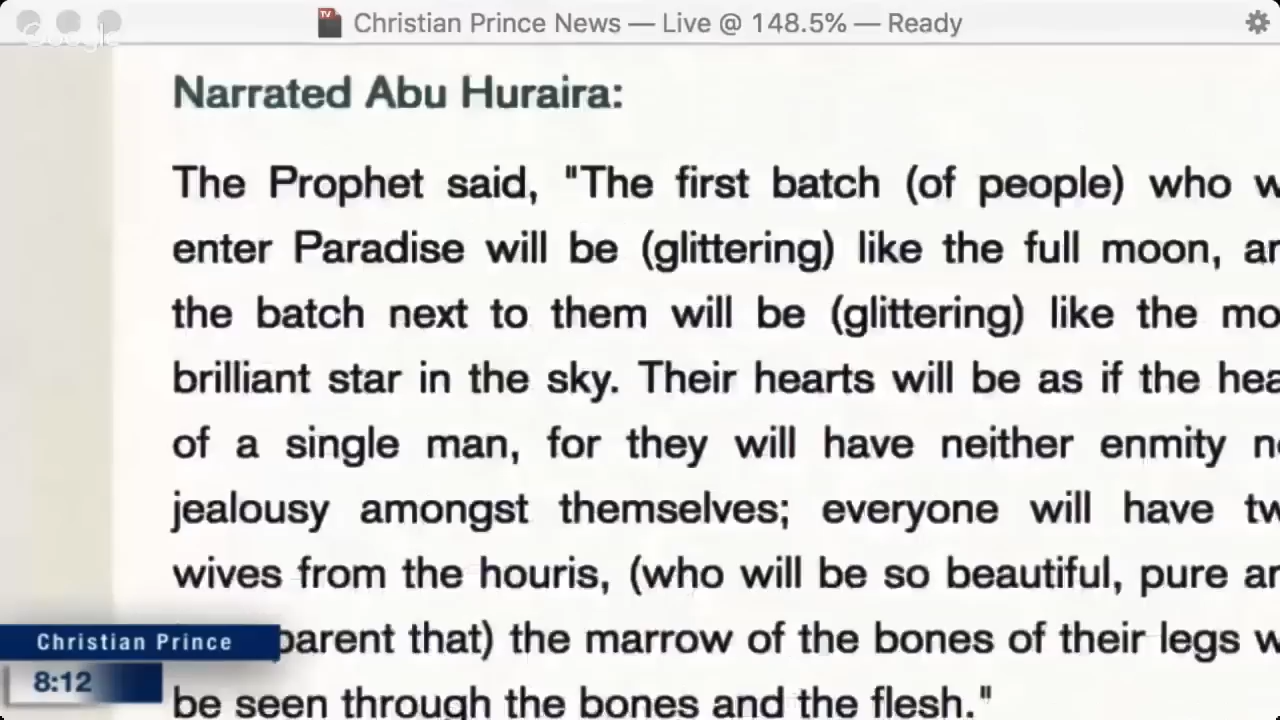 Christian Prince News — Live @ 148.5% — Ready
Google
Narrated Abu Huraira:
The Prophet said, "The first batch (of people) who
enter Paradise will be (glittering) like the full moon,
the batch next to them will be (glittering) like the
brilliant star in the sky. Their hearts will be as if the
of a single man, for they will have neither enmity
jealousy amongst themselves; everyone will have
wives from the houris, (who will be so beautiful, pure
that) the marrow of the bones of their legs
be seen through the bones and the flesh."
Christian Prince
8:12